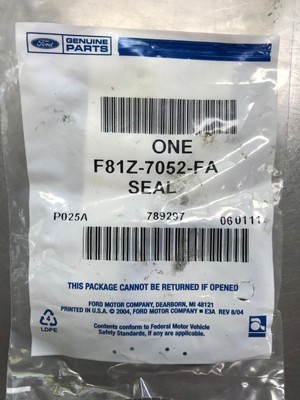 Ford
GENUINE
PARTS
ONE
F81Z-7052-FA
SEAL
P025A 789297 060111
THIS PACKAGE CANNOT BE RETURNED IF OPENED
FORD MOTOR COMPANY, DEARBORN, MI 48121
PRINTED IN U.S.A. © 2004, FORD MOTOR COMPANY ■ E3A REV 8/04
Contents conform to Federal Motor Vehicle
Safety Standards, if any are applicable.
4
LDPE